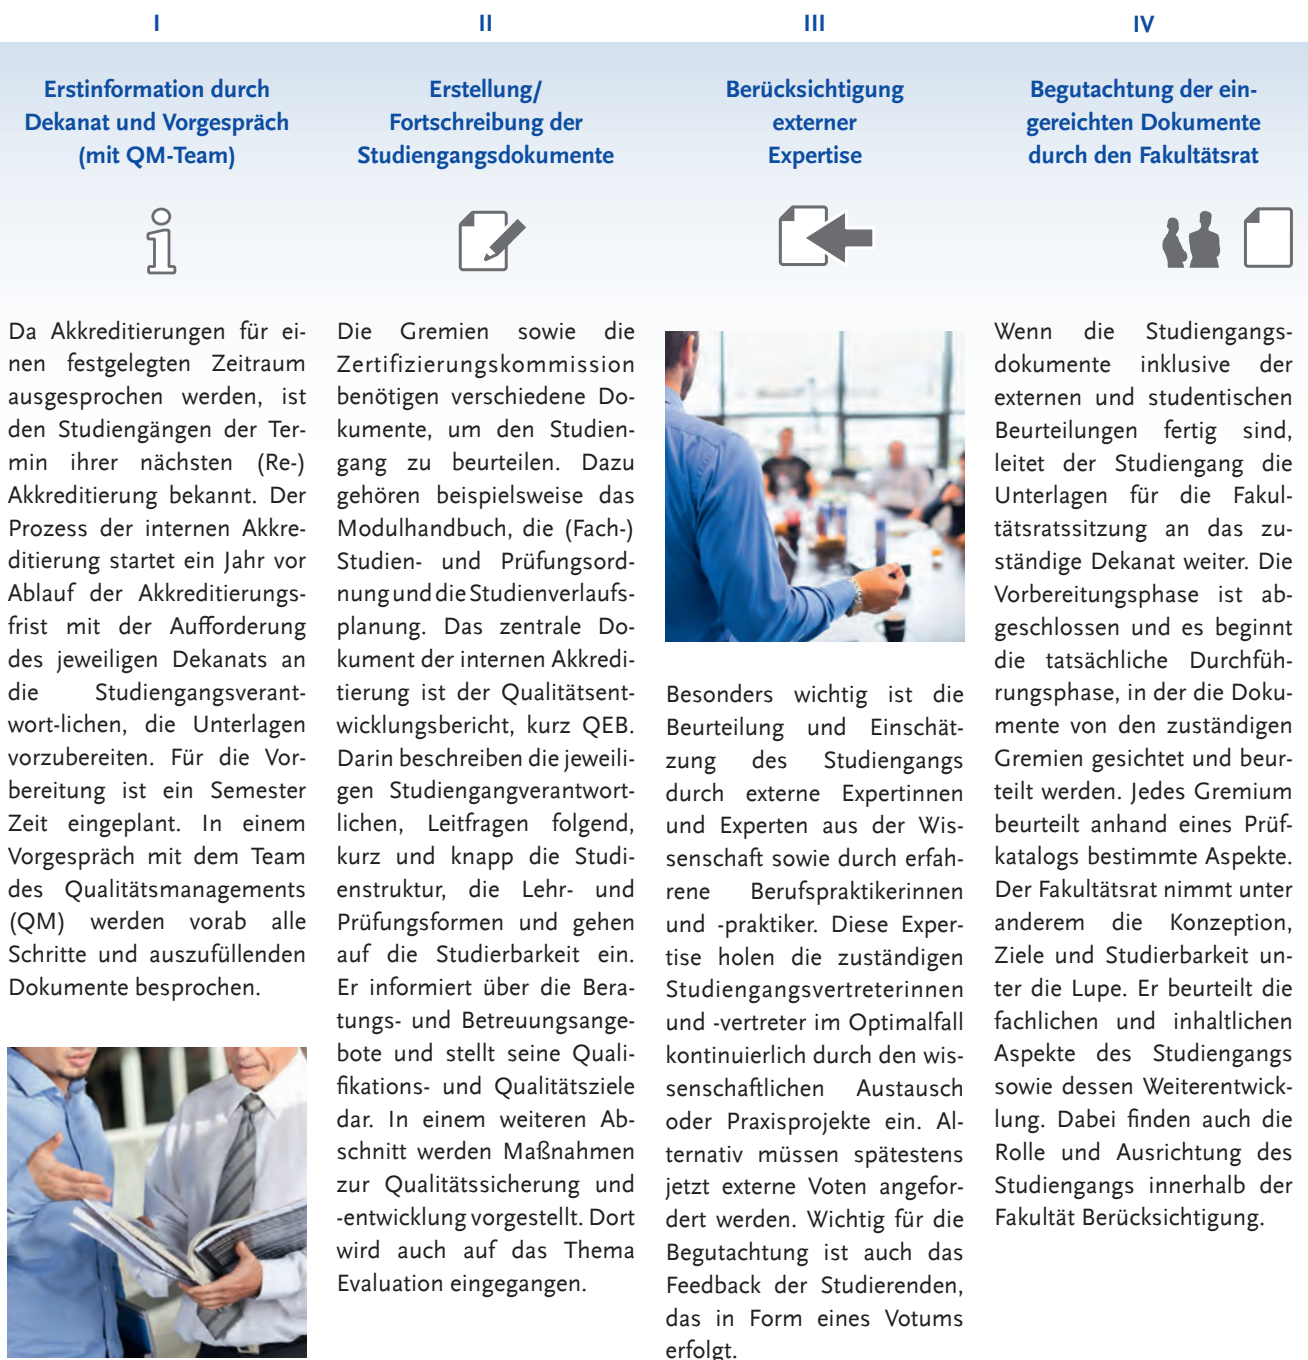 I
Erstinformation durch
Dekanat und Vorgespräch
(mit QM-Team)
Da Akkreditierungen für ei-
nen festgelegten Zeitraum
ausgesprochen werden, ist
den Studiengängen der Ter-
min ihrer nächsten (Re-)
Akkreditierung bekannt. Der
Prozess der internen Akkre-
ditierung startet ein Jahr vor
Ablauf der Akkreditierungs-
frist mit der Aufforderung
des jeweiligen Dekanats an
die Studiengangsverant-
wort-lichen, die Unterlagen
vorzubereiten. Für die Vor-
bereitung ist ein Semester
Zeit eingeplant. In einem
Vorgespräch mit dem Team
des Qualitätsmanagements
(QM) werden vorab alle
Schritte und auszufüllenden
Dokumente besprochen.
II
Erstellung/
Fortschreibung der
Studiengangsdokumente
Die Gremien sowie die
Zertifizierungskommission
benötigen verschiedene Do-
kumente, um den Studien-
gang zu beurteilen. Dazu
gehören beispielsweise das
Modulhandbuch, die (Fach-)
Studien- und Prüfungsord-
nung und die Studienverlaufs-
planung. Das zentrale Do-
kument der internen Akkredi-
tierung ist der Qualitätsent-
wicklungsbericht, kurz QEB.
Darin beschreiben die jeweili-
gen Studiengangverantwort-
lichen, Leitfragen folgend,
kurz und knapp die Studi-
enstruktur, die Lehr- und
Prüfungsformen und gehen
auf die Studierbarkeit ein.
Er informiert über die Bera-
tungs- und Betreuungsange-
bote und stellt seine Quali-
fikations- und Qualitätsziele
dar. In einem weiteren Ab-
schnitt werden Maßnahmen
zur Qualitätssicherung und
-entwicklung vorgestellt. Dort
wird auch auf das Thema
Evaluation eingegangen.
III
Berücksichtigung
externer
Expertise
Besonders wichtig ist die
Beurteilung und Einschät-
zung des Studiengangs
durch externe Expertinnen
und Experten aus der Wis-
senschaft sowie durch erfah-
rene Berufspraktikerinnen
und -praktiker. Diese Exper-
tise holen die zuständigen
Studiengangsvertreterinnen
und -vertreter im Optimalfall
kontinuierlich durch den wis-
senschaftlichen Austausch
oder Praxisprojekte ein. Al-
ternativ müssen spätestens
jetzt externe Voten angefor-
dert werden. Wichtig für die
Begutachtung ist auch das
Feedback der Studierenden,
das in Form eines Votums
erfolgt.
IV
Begutachtung der ein-
gereichten Dokumente
durch den Fakultätsrat
Wenn die Studiengangs-
dokumente inklusive der
externen und studentischen
Beurteilungen fertig sind,
leitet der Studiengang die
Unterlagen für die Fakul-
tätsratssitzung an das zu-
ständige Dekanat weiter. Die
Vorbereitungsphase ist ab-
geschlossen und es beginnt
die tatsächliche Durchfüh-
rungsphase, in der die Doku-
mente von den zuständigen
Gremien gesichtet und beur-
teilt werden. Jedes Gremium
beurteilt anhand eines Prüf-
katalogs bestimmte Aspekte.
Der Fakultätsrat nimmt unter
anderem die Konzeption,
Ziele und Studierbarkeit un-
ter die Lupe. Er beurteilt die
fachlichen und inhaltlichen
Aspekte des Studiengangs
sowie dessen Weiterentwick-
lung. Dabei finden auch die
Rolle und Ausrichtung des
Studiengangs innerhalb der
Fakultät Berücksichtigung.